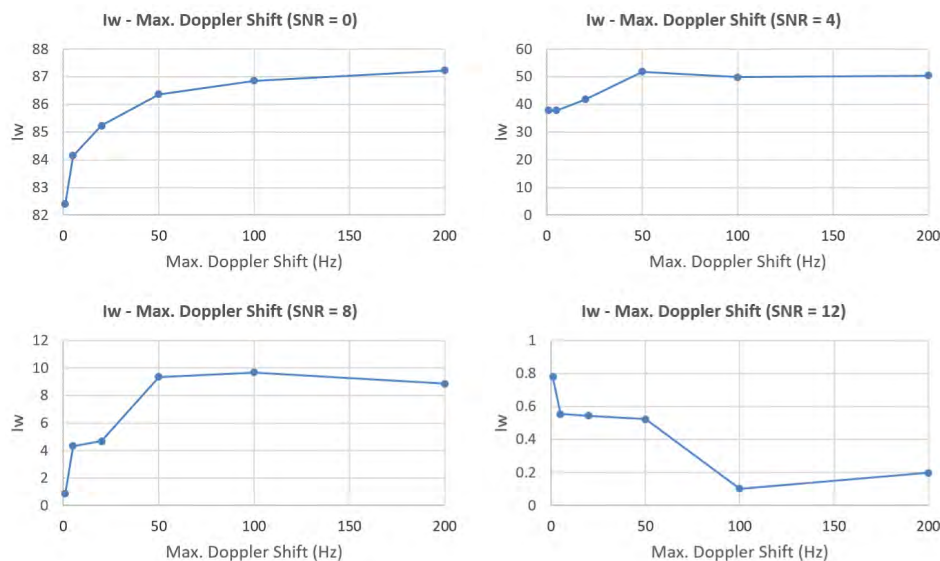 Iw - Max. Doppler Shift (SNR = 0)
88
87
86
85
84
83
82
Iw
0 50 100 150 200
Max. Doppler Shift (Hz)
Iw - Max. Doppler Shift (SNR = 4)
60
50
40
30
20
10
0
Iw
0 50 100 150 200
Max. Doppler Shift (Hz)
Iw - Max. Doppler Shift (SNR = 8)
12
10
8
6
4
2
0
Iw
0 50 100 150 200
Max. Doppler Shift (Hz)
Iw - Max. Doppler Shift (SNR = 12)
1
0.8
0.6
0.4
0.2
0
Iw
0 50 100 150 200
Max. Doppler Shift (Hz)